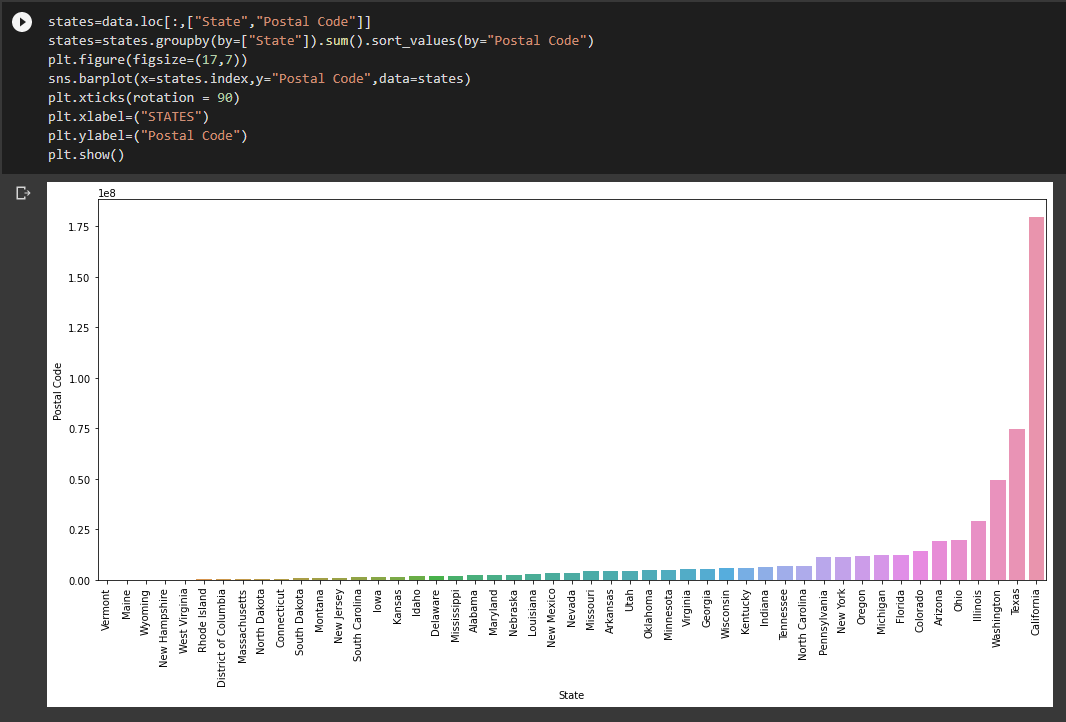 states=data.loc[:,["State","Postal Code"]]
states=states.groupby(by=["State"]).sum().sort_values(by="Postal Code")
plt.figure(figsize=(17,7))
sns.barplot(x=states.index,y="Postal Code",data=states)
plt.xticks(rotation = 90)
plt.xlabel=("STATES")
plt.ylabel=("Postal Code")
plt.show()
1e8
1.75
1.50
1.25
1.00
0.75
0.50
0.25
0.00
Postal Code
Vermont
Maine
Wyoming
New Hampshire
West Virginia
Rhode Island
District of Columbia
Massachusetts
North Dakota
Connecticut
South Dakota
Montana
New Jersey
South Carolina
Iowa
Kansas
Idaho
Delaware
Mississippi
Alabama
Maryland
Nebraska
Louisiana
New Mexico
Nevada
Missouri
Arkansas
Utah
Oklahoma
Minnesota
Virginia
Georgia
Wisconsin
Kentucky
Indiana
Tennessee
North Carolina
Pennsylvania
New York
Oregon
Michigan
Florida
Colorado
Arizona
Ohio
Illinois
Washington
Texas
California
State